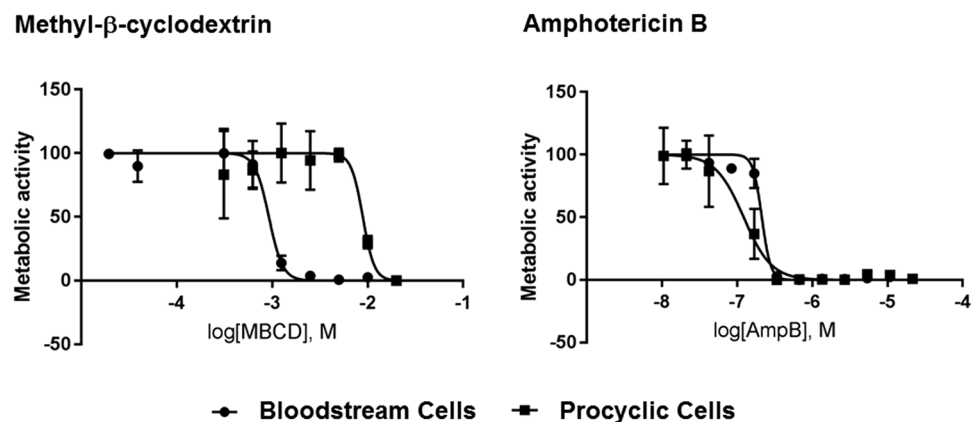 Methyl-β-cyclodextrin
Metabolic activity
150
100
50
0
-50
-4
-3
-2
-1
log[MBCD], M
Amphotericin B
Metabolic activity
150
100
50
0
-50
-8
-7
-6
-5
-4
log[AmpB], M
Bloodstream Cells
Procyclic Cells